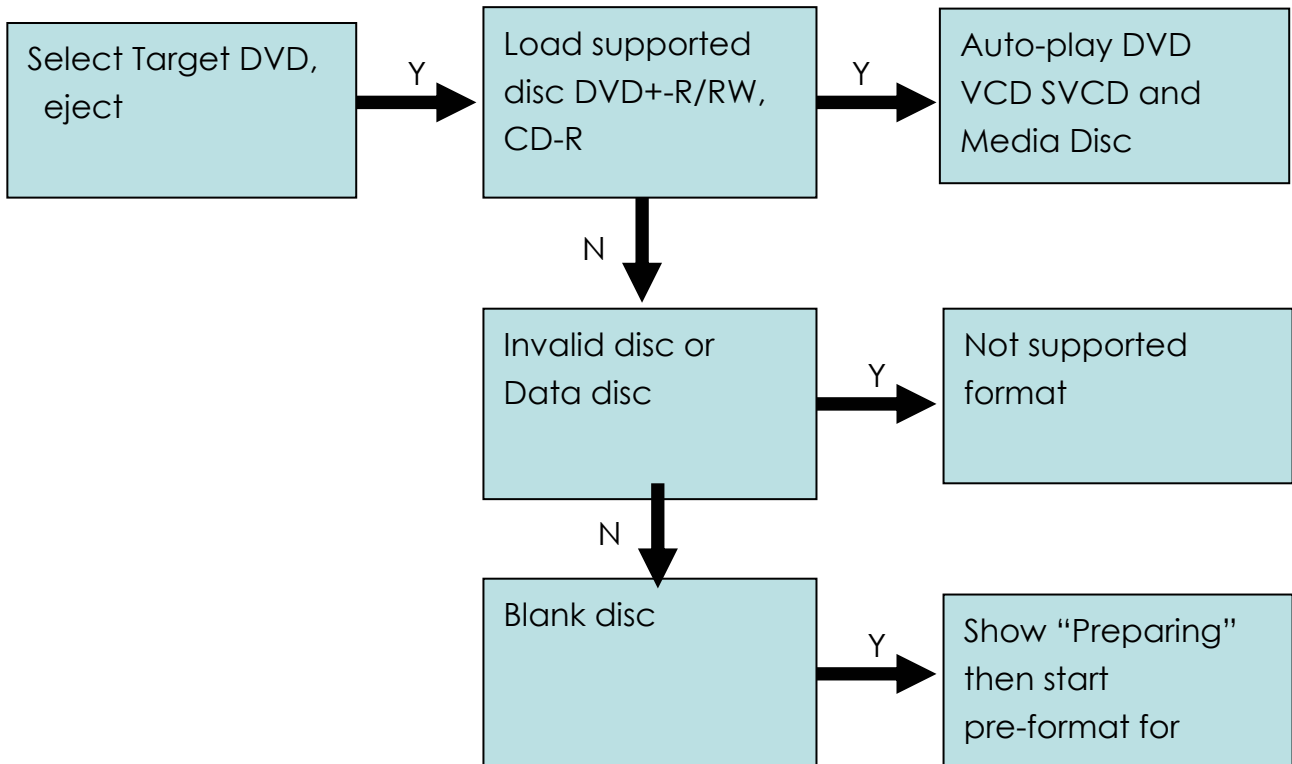 Select Target DVD,
eject
Y
Load supported
disc DVD+-R/RW,
CD-R
Y
Auto-play DVD
VCD SVCD and
Media Disc
N
Invalid disc or
Data disc
Y
Not supported
format
N
Blank disc
Y
Show “Preparing”
then start
pre-format for